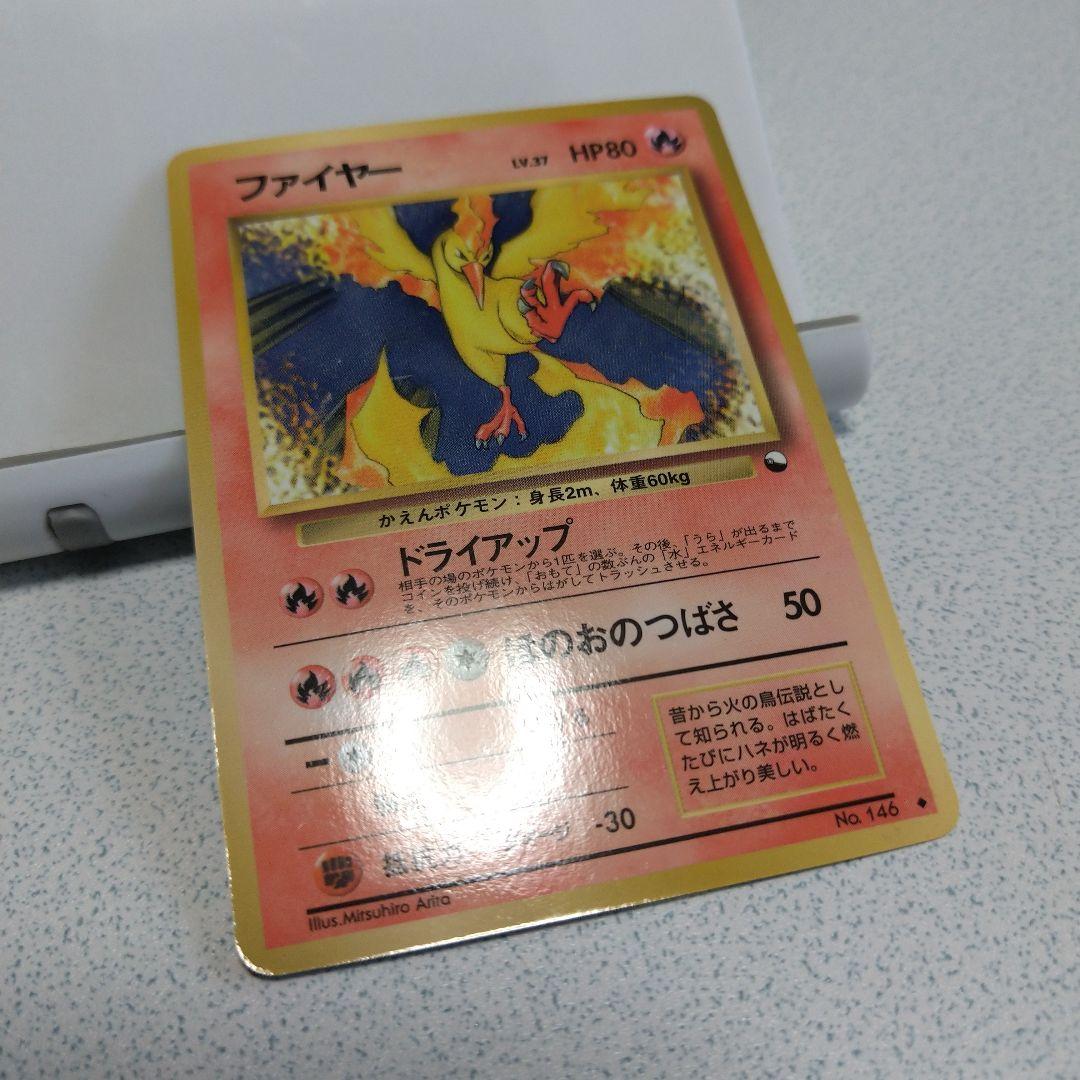 ファイヤー LV.37 HP80
かえんポケモン：身長2m、体重60kg
ドライアップ
相手の場のポケモンから1匹を選ぶ。その後、「うら」が出るまで
コインを投げ続け、「おもて」の数ぶんの「水」エネルギーカード
を、そのポケモンからはがしてトラッシュさせる。
ほのおのつばさ 50
昔から火の鳥伝説とし
て知られる。はばたく
たびにハネが明るく燃
え上がり美しい。
-30
Illus.Mitsuhiro Arita
No.146